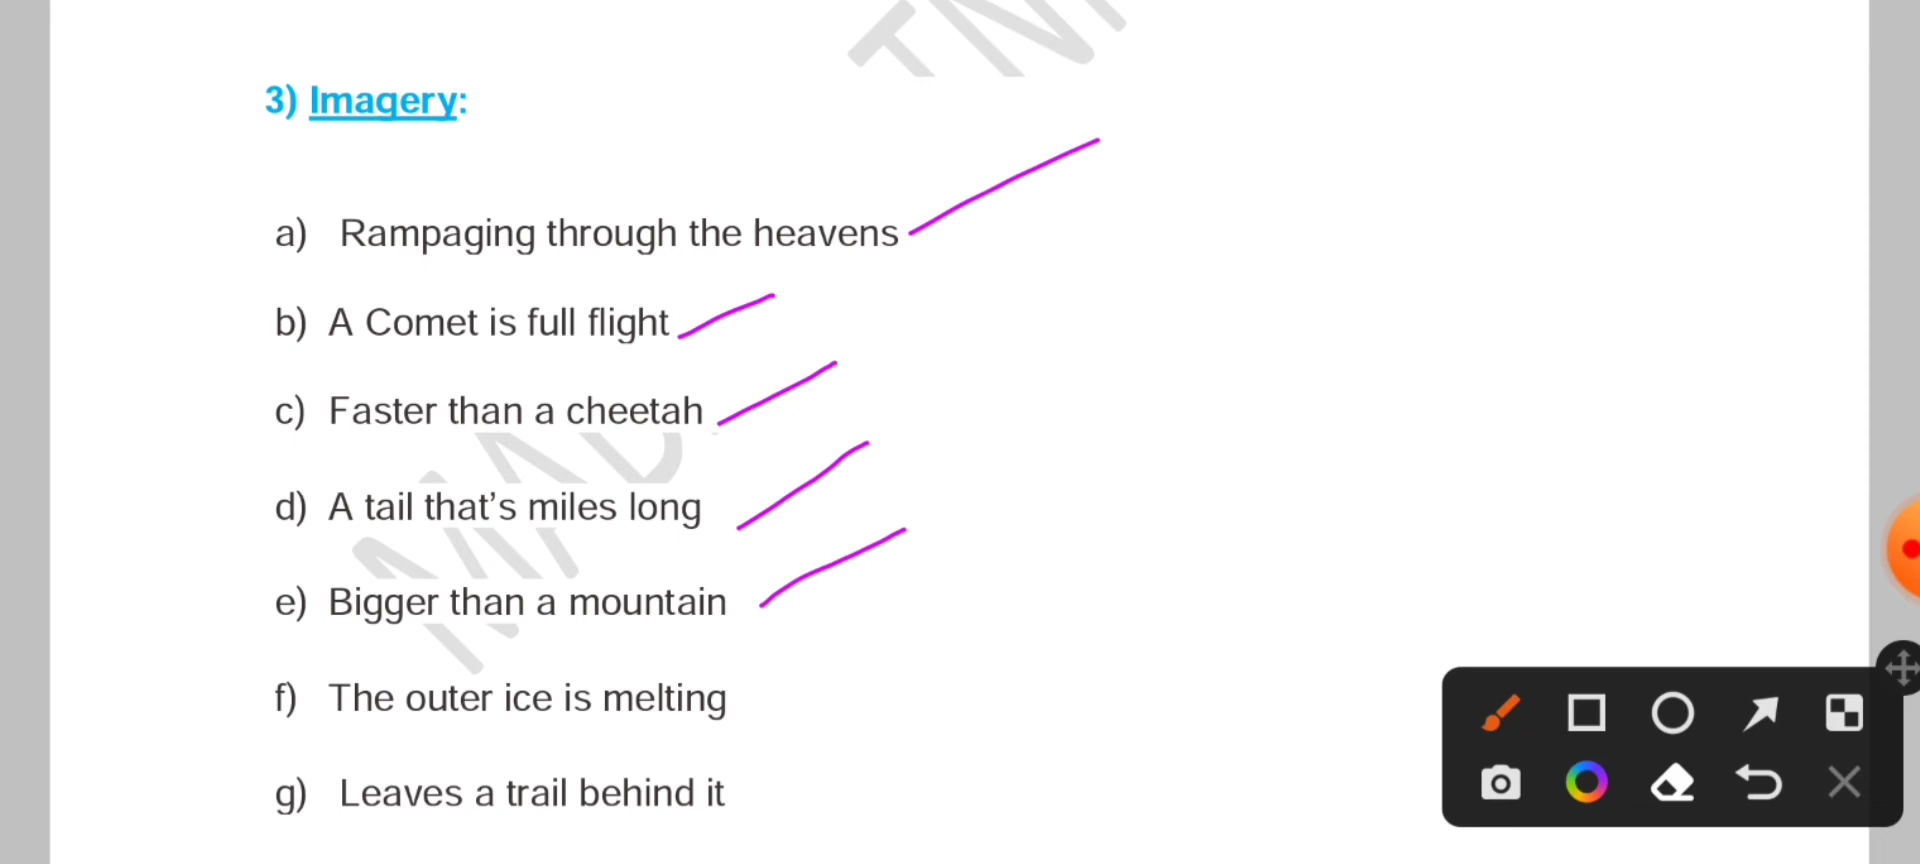 3) Imagery:
a) Rampaging through the heavens
b) A Comet is full flight
c) Faster than a cheetah
d) A tail that’s miles long
e) Bigger than a mountain
f) The outer ice is melting
g) Leaves a trail behind it